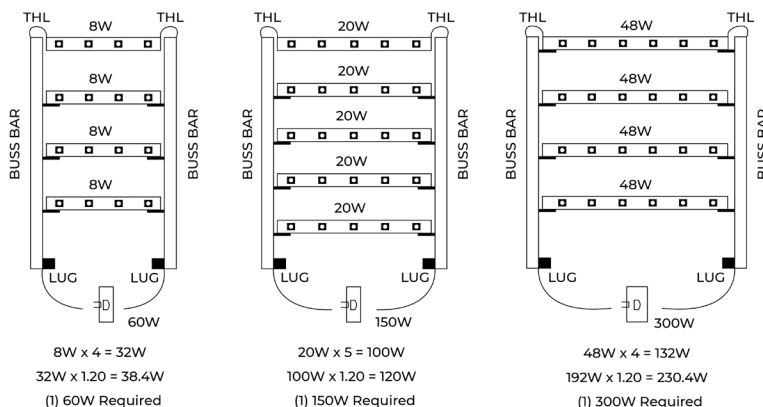 THL THL THL THL THL THL
8W 20W 48W
8W 20W 48W
8W 20W 48W
8W 20W 48W
20W
BUSS BAR BUSS BAR BUSS BAR BUSS BAR BUSS BAR BUSS BAR
LUG LUG LUG LUG LUG LUG
60W 150W 300W
8W x 4 = 32W
32W x 1.20 = 38.4W
(1) 60W Required
20W x 5 = 100W
100W x 1.20 = 120W
(1) 150W Required
48W x 4 = 132W
192W x 1.20 = 230.4W
(1) 300W Required